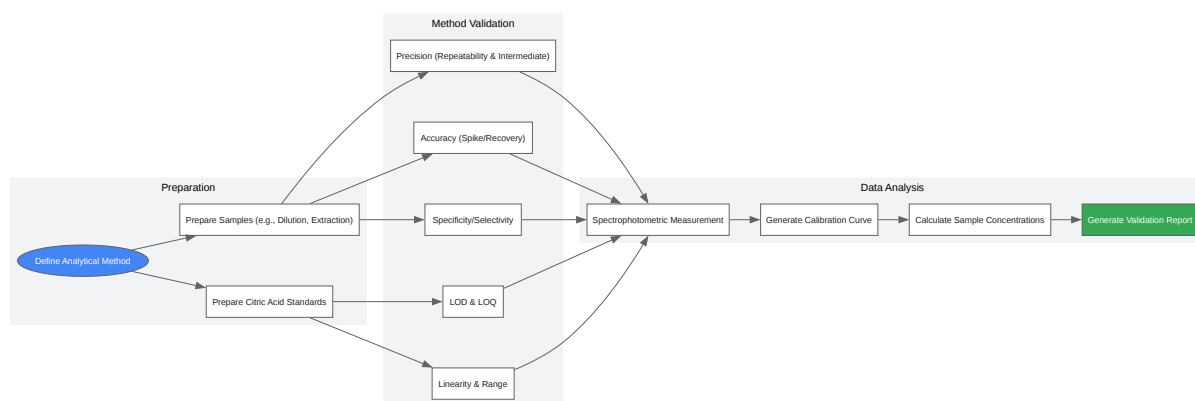 Method Validation
Precision (Repeatability & Intermediate)
Accuracy (Spike/Recovery)
Preparation
Data Analysis
Prepare Samples (e.g., Dilution, Extraction)
Specificity/Selectivity
Spectrophotometric Measurement
Generate Calibration Curve
Calculate Sample Concentrations
Generate Validation Report
Define Analytical Method
Prepare Citric Acid Standards
LOD & LOQ
Linearity & Range